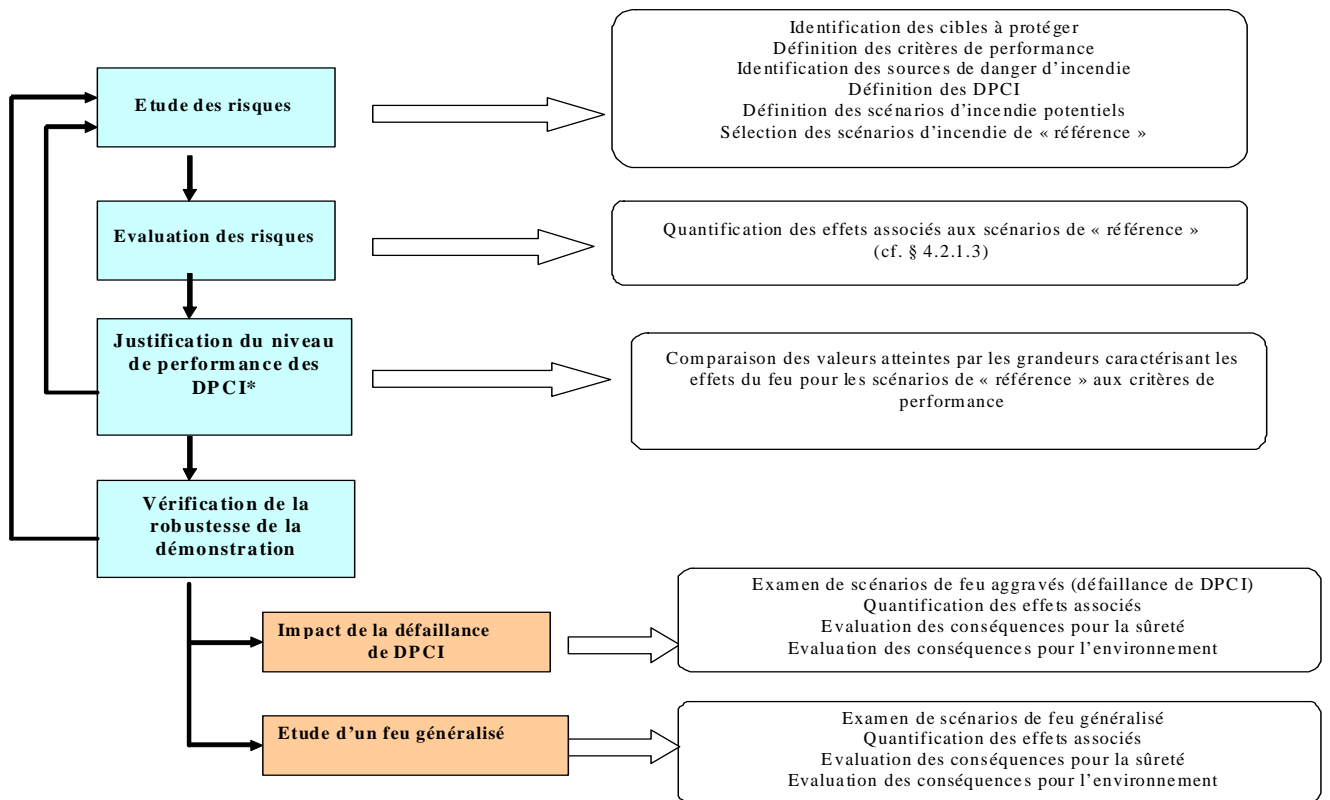 Etude des risques
Identification des cibles à protéger
Définition des critères de performance
Identification des sources de danger d'incendie
Définition des DPCI
Définition des scénarios d'incendie potentiels
Sélection des scénarios d'incendie de « référence »
Evaluation des risques
Quantification des effets associés aux scénarios de « référence »
(cf. § 4.2.1.3)
Justification du niveau
de performance des
DPCI*
Comparaison des valeurs atteintes par les grandeurs caractérisant les
effets du feu pour les scénarios de « référence » aux critères de
performance
Vérification de la
robustesse de la
démonstration
Impact de la défaillance
de DPCI
Examen de scénarios de feu aggravés (défaillance de DPCI)
Quantification des effets associés
Evaluation des conséquences pour la sûreté
Evaluation des conséquences pour l'environnement
Etude d'un feu généralisé
Examen de scénarios de feu généralisé
Quantification des effets associés
Evaluation des conséquences pour la sûreté
Evaluation des conséquences pour l'environnement